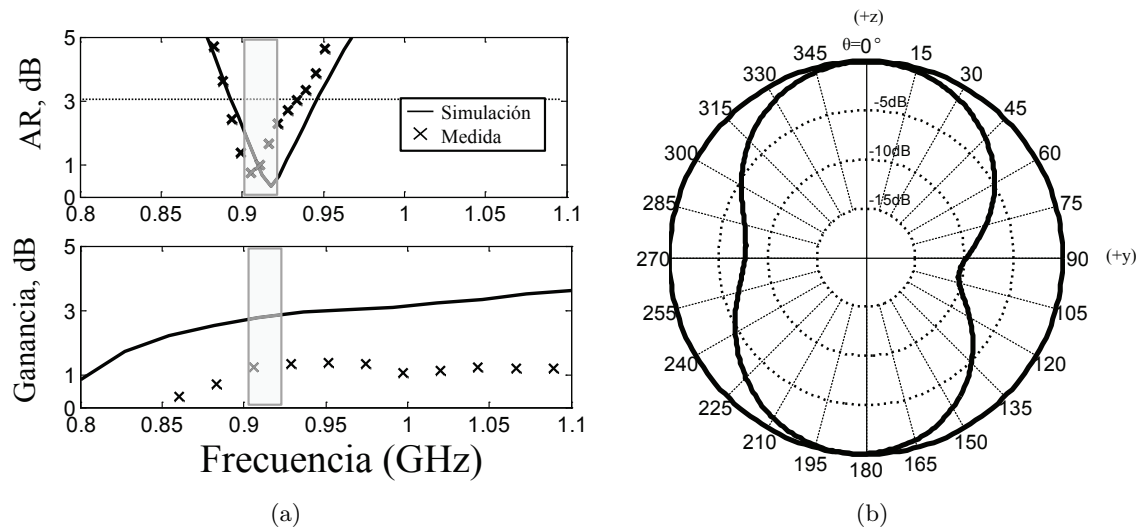 5
3
1
0
AR, dB
Simulación
Medida
0.8 0.85 0.9 0.95 1 1.05 1.1
5
3
1
0
Ganancia, dB
0.8 0.85 0.9 0.95 1 1.05 1.1
Frecuencia (GHz)
(a)
(+z)
θ=0°
345 15
330 30
315 45
300 60
285 75
270 90 (+y)
255 105
240 120
225 135
210 150
195 165
180
-5dB
-10dB
-15dB
(b)